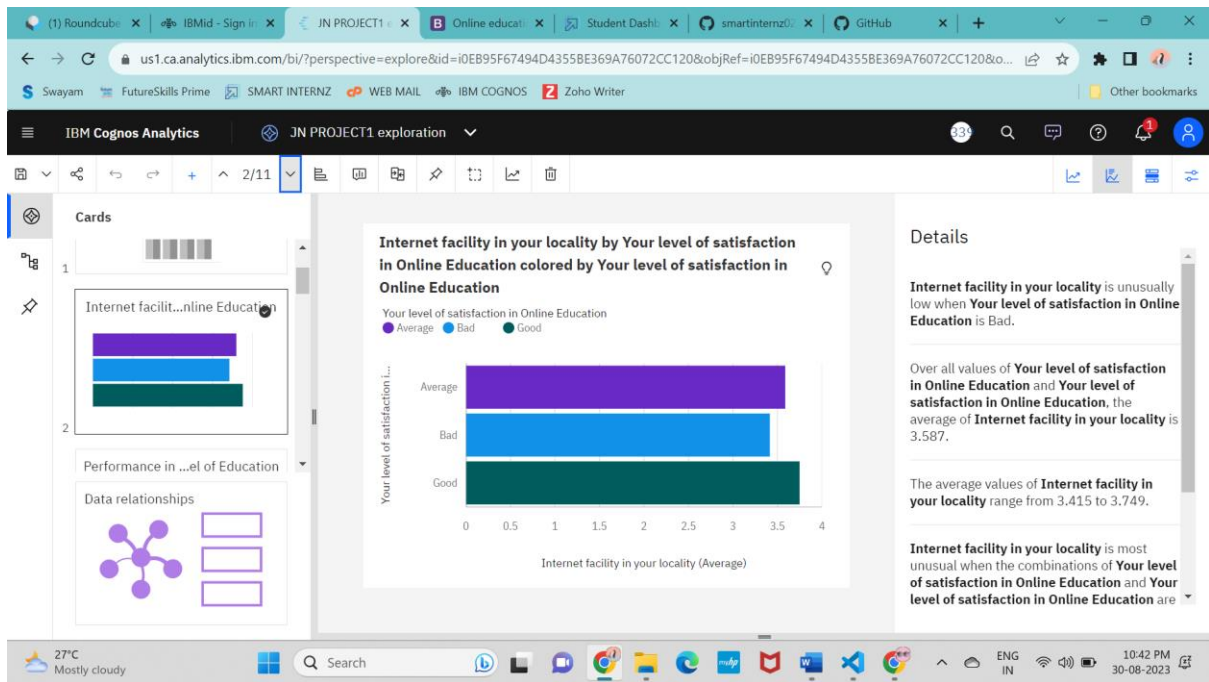 (1) Roundcube
IBMid - Sign in
JN PROJECT1 e
Online educati
Student Dashb
smartinternz02
GitHub
us1.ca.analytics.ibm.com/bi/?perspective=explore&id=i0EB95F67494D4355BE369A76072CC120&objRef=i0EB95F67494D4355BE369A76072CC120&o...
Swayam
FutureSkills Prime
SMART INTERNZ
WEB MAIL
IBM COGNOS
Zoho Writer
Other bookmarks
IBM Cognos Analytics
JN PROJECT1 exploration
339
1
2/11
Cards
1
Internet facilit...nline Education
2
Performance in ...el of Education
Data relationships
Internet facility in your locality by Your level of satisfaction
in Online Education colored by Your level of satisfaction in
Online Education
Your level of satisfaction in Online Education
Average Bad Good
Your level of satisfaction i...
Average
Bad
Good
0 0.5 1 1.5 2 2.5 3 3.5 4
Internet facility in your locality (Average)
Details
Internet facility in your locality is unusually
low when Your level of satisfaction in Online
Education is Bad.
Over all values of Your level of satisfaction
in Online Education and Your level of
satisfaction in Online Education, the
average of Internet facility in your locality is
3.587.
The average values of Internet facility in
your locality range from 3.415 to 3.749.
Internet facility in your locality is most
unusual when the combinations of Your level
of satisfaction in Online Education and Your
level of satisfaction in Online Education are
27°C
Mostly cloudy
Search
ENG
IN
10:42 PM
30-08-2023